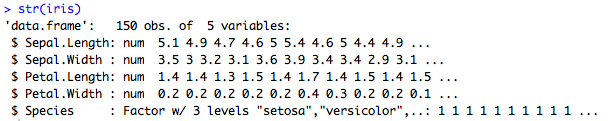 > str(iris)
'data.frame':   150 obs. of  5 variables:
 $ Sepal.Length: num  5.1 4.9 4.7 4.6 5 5.4 4.6 5 4.4 4.9 ...
 $ Sepal.Width : num  3.5 3 3.2 3.1 3.6 3.9 3.4 3.4 2.9 3.1 ...
 $ Petal.Length: num  1.4 1.4 1.3 1.5 1.4 1.7 1.4 1.5 1.4 1.5 ...
 $ Petal.Width : num  0.2 0.2 0.2 0.2 0.2 0.4 0.3 0.2 0.2 0.1 ...
 $ Species     : Factor w/ 3 levels "setosa","versicolor",..: 1 1 1 1 1 1 1 1 1 1 ...